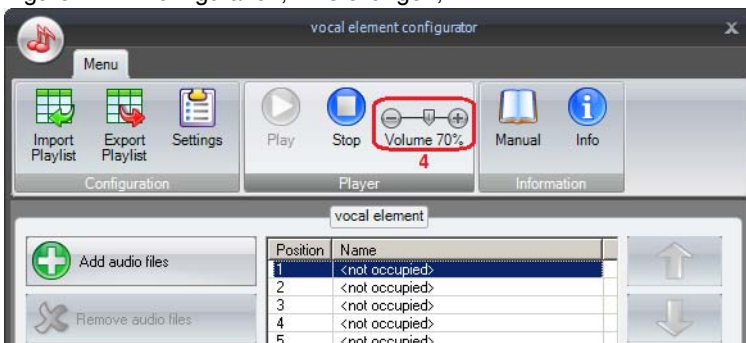 vocal element configurator
x
Menu
Import Playlist
Export Playlist
Settings
Play
Stop
Volume 70%
4
Manual
Info
Configuration
Player
Information
vocal element
Add audio files
Remove audio files
Position Name
1 <not occupied>
2 <not occupied>
3 <not occupied>
4 <not occupied>
5 <not occupied>